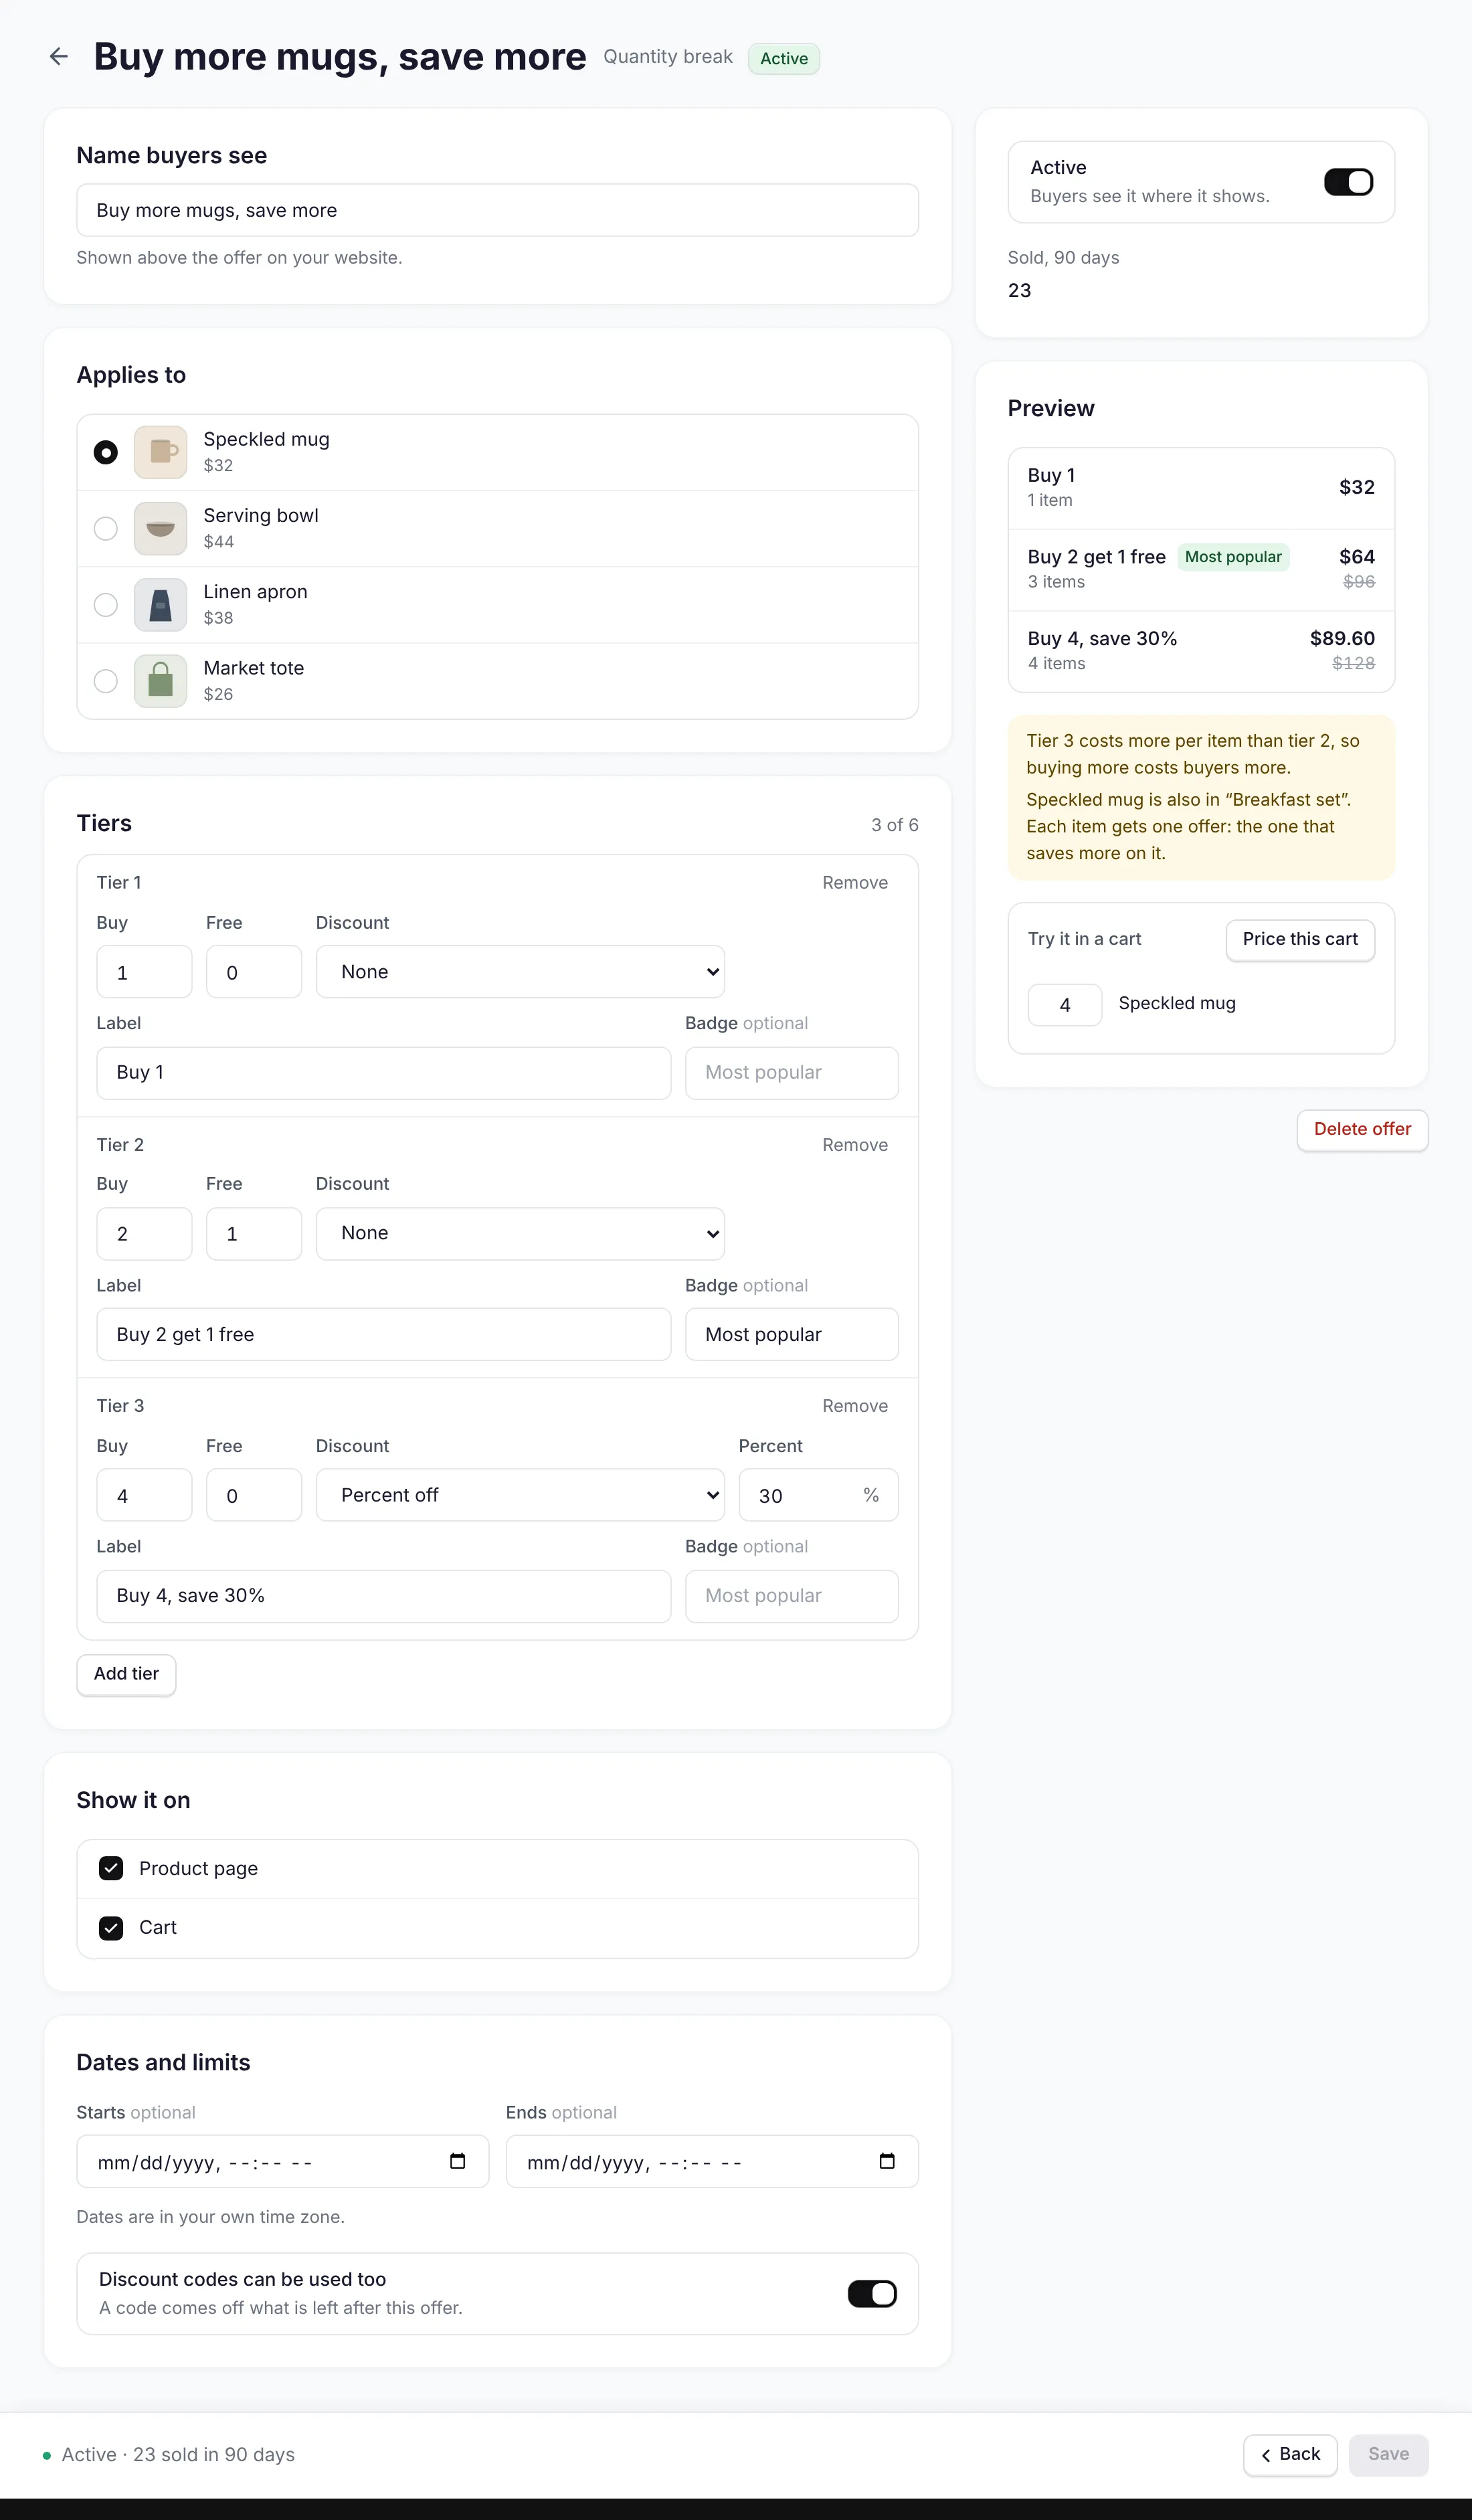 Buy more mugs, save more Quantity break Active
Name buyers see
Buy more mugs, save more
Shown above the offer on your website.
Applies to
Speckled mug
$32
Serving bowl
$44
Linen apron
$38
Market tote
$26
Tiers 3 of 6
Tier 1 Remove
Buy Free Discount
1 0 None
Label Badge optional
Buy 1 Most popular
Tier 2 Remove
Buy Free Discount
2 1 None
Label Badge optional
Buy 2 get 1 free Most popular
Tier 3 Remove
Buy Free Discount Percent
4 0 Percent off 30 %
Label Badge optional
Buy 4, save 30% Most popular
Add tier
Show it on
Product page
Cart
Dates and limits
Starts optional Ends optional
mm/dd/yyyy, --:-- -- mm/dd/yyyy, --:-- --
Dates are in your own time zone.
Discount codes can be used too
A code comes off what is left after this offer.
Active
Buyers see it where it shows.
Sold, 90 days
23
Preview
Buy 1 $32
1 item
Buy 2 get 1 free Most popular $64
3 items $96
Buy 4, save 30% $89.60
4 items $128
Tier 3 costs more per item than tier 2, so
buying more costs buyers more.
Speckled mug is also in “Breakfast set”.
Each item gets one offer: the one that
saves more on it.
Try it in a cart Price this cart
4 Speckled mug
Delete offer
Active · 23 sold in 90 days Back Save